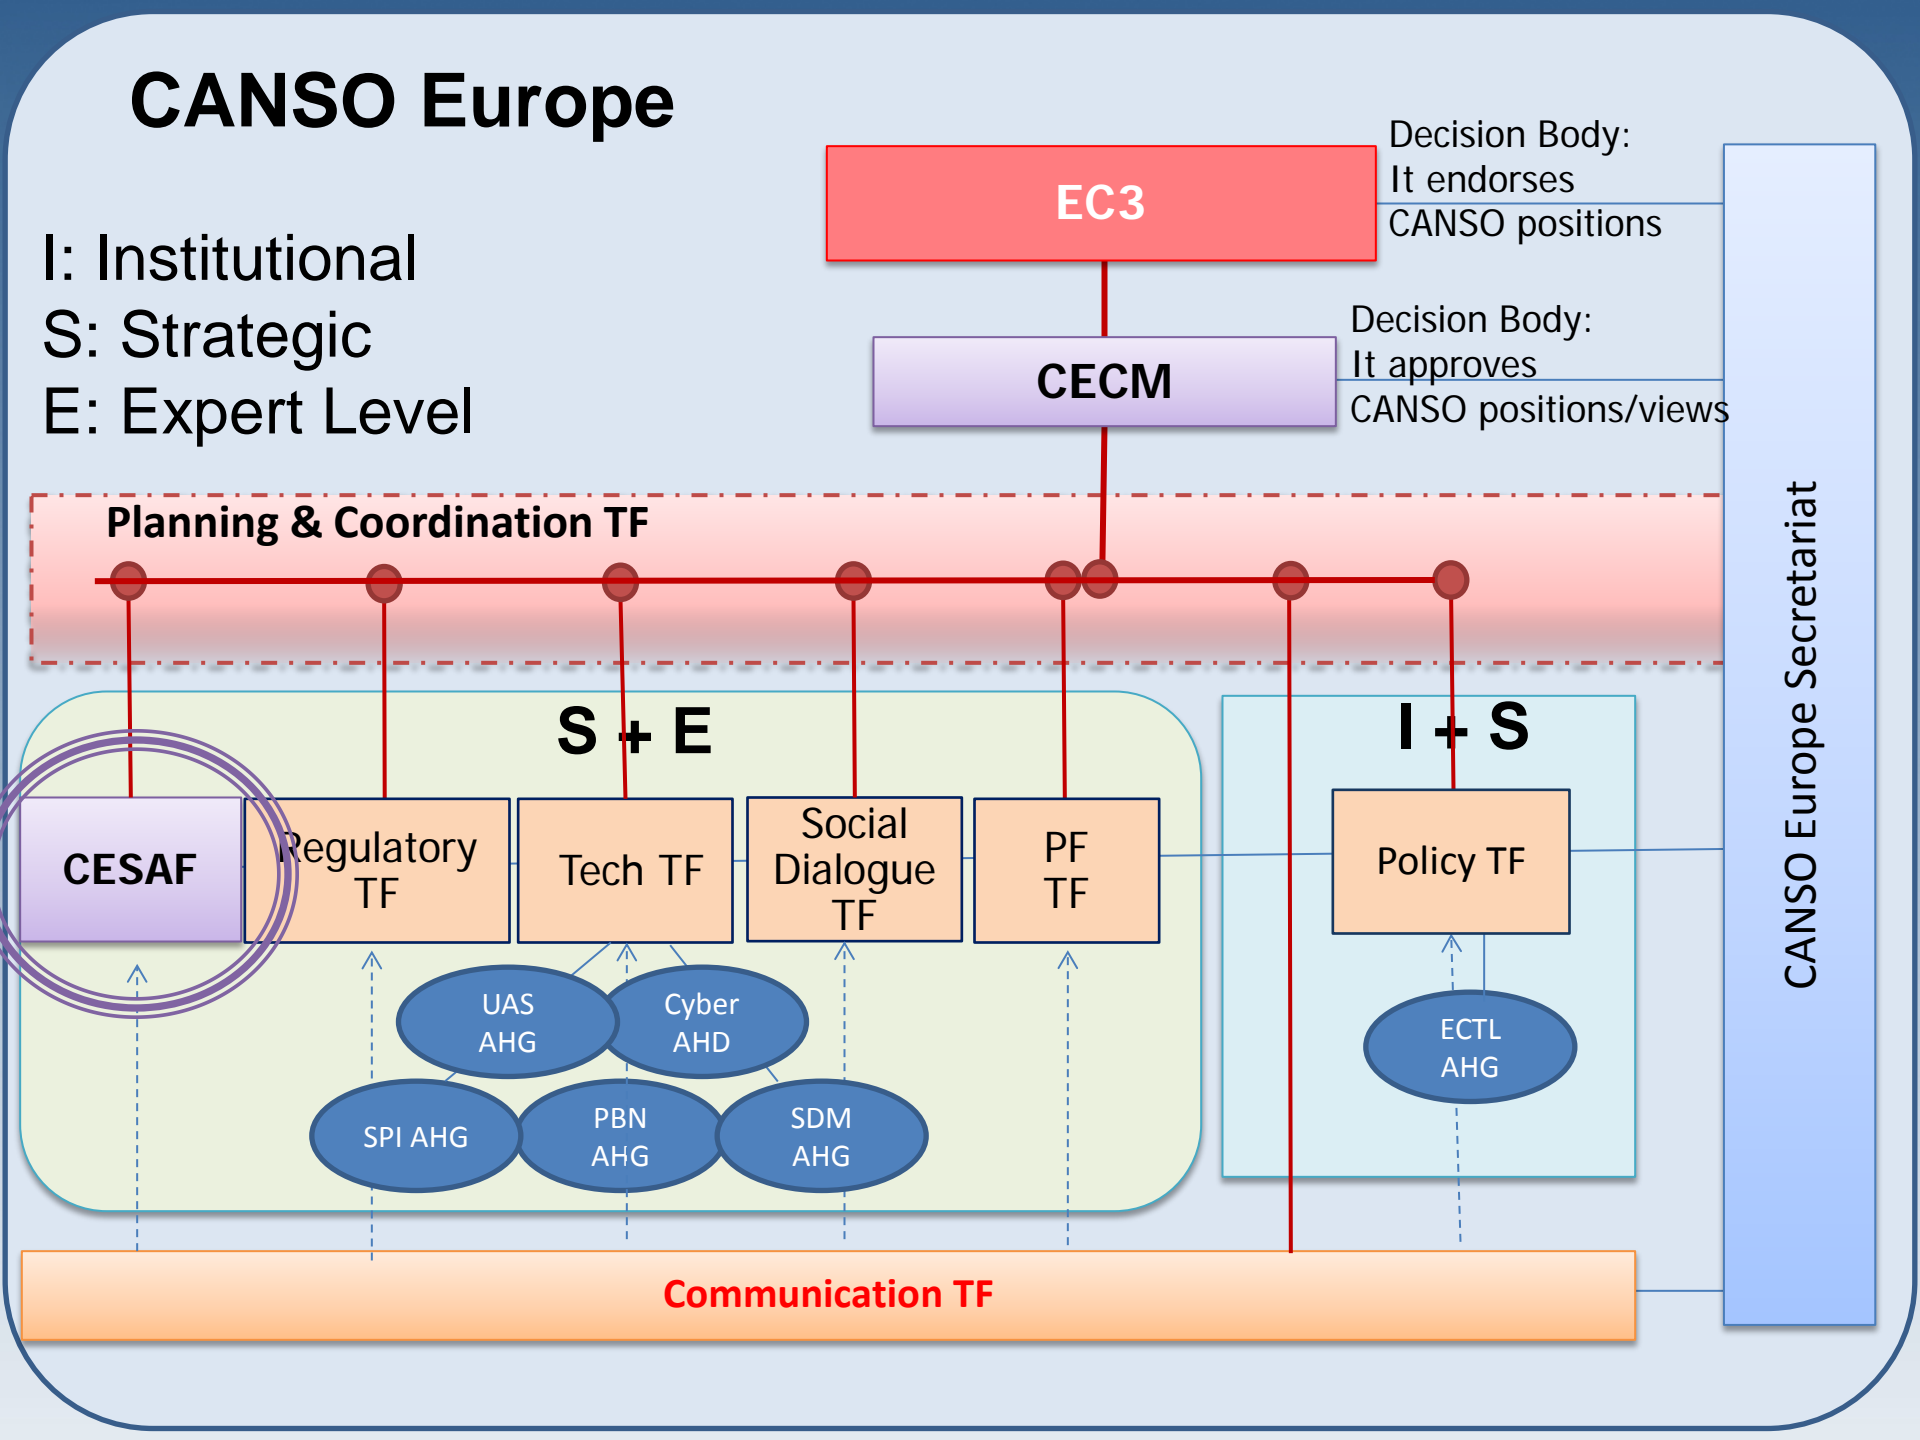 CANSO Europe
I: Institutional
S: Strategic
E: Expert Level
EC3
Decision Body:
It endorses
CANSO positions
CECM
Decision Body:
It approves
CANSO positions/views
Planning & Coordination TF
S + E
I + S
CESAF
Regulatory
TF
Tech TF
Social
Dialogue
TF
PF
TF
Policy TF
UAS
AHG
Cyber
AHD
SPI AHG
PBN
AHG
SDM
AHG
ECTL
AHG
Communication TF
CANSO Europe Secretariat